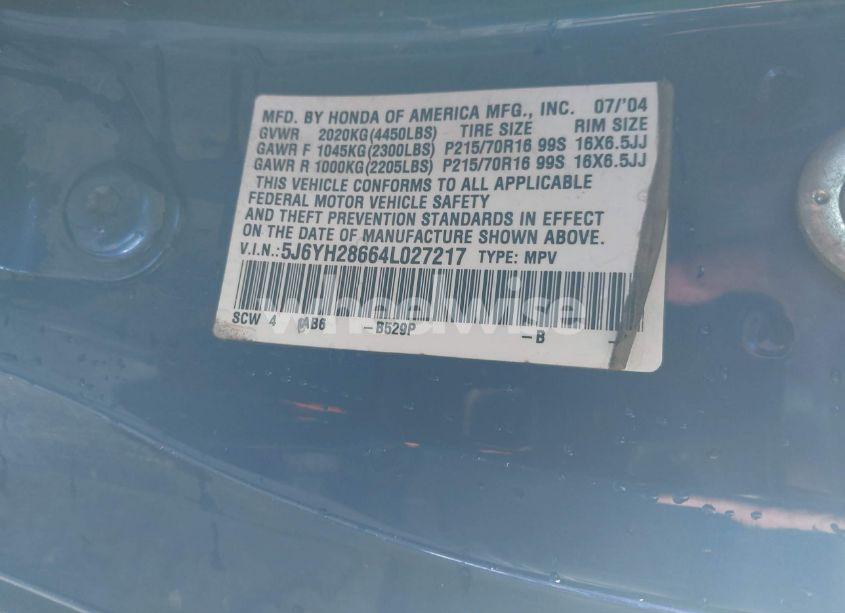 MFD. BY HONDA OF AMERICA MFG., INC. 07/'04
GVWR 2020KG(4450LBS) TIRE SIZE RIM SIZE
GAWR F 1045KG(2300LBS) P215/70R16 99S 16X6.5JJ
GAWR R 1000KG(2205LBS) P215/70R16 99S 16X6.5JJ
THIS VEHICLE CONFORMS TO ALL APPLICABLE
FEDERAL MOTOR VEHICLE SAFETY
AND THEFT PREVENTION STANDARDS IN EFFECT
ON THE DATE OF MANUFACTURE SHOWN ABOVE.
V.I.N.: 5J6YH28664L027217 TYPE: MPV
wheelwise
SCW 4 AB6 -B529P -B -